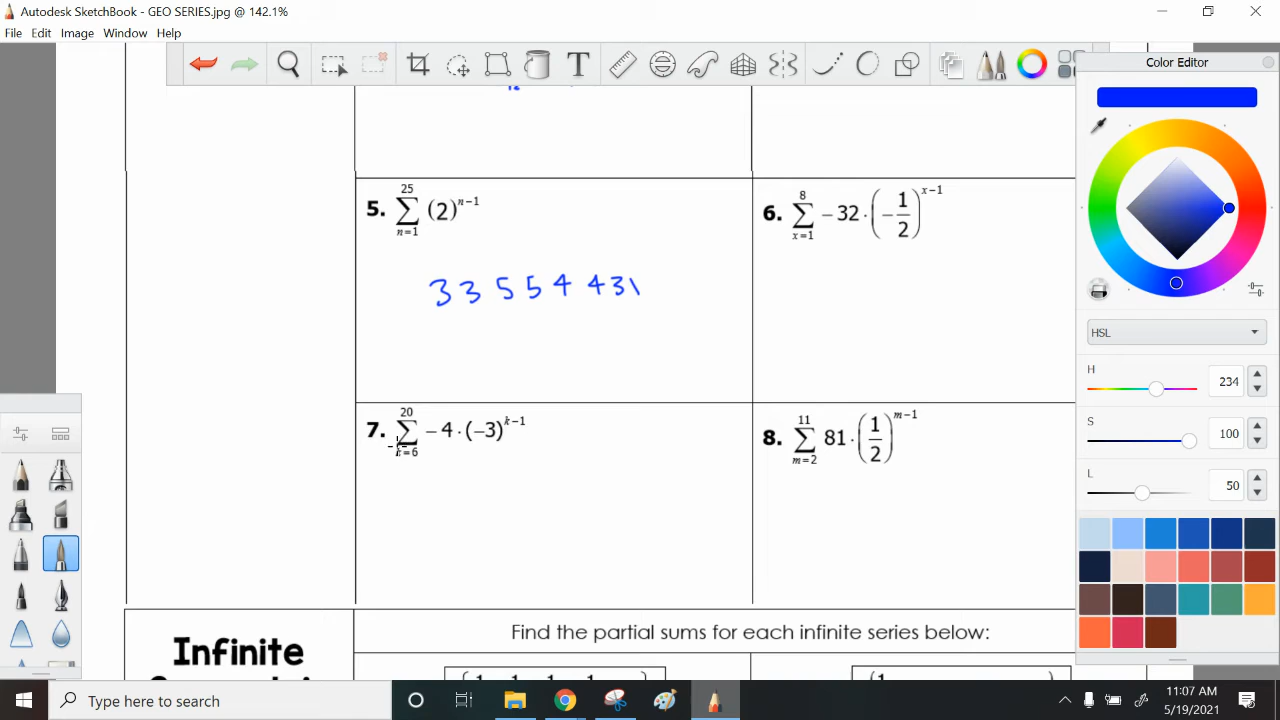 Autodesk SketchBook - GEO SERIES.jpg @ 142.1%
File Edit Image Window Help
Color Editor
12
5. 25 ∑ n=1 (2)^{n−1}
6. 8 ∑ x=1 −32 · (−1/2)^{x−1}
33554431
HSL
H 234
S 100
L 50
7. 20 ∑ k=6 −4 · (−3)^{k−1}
8. 11 ∑ m=2 81 · (1/2)^{m−1}
Infinite
Find the partial sums for each infinite series below:
Type here to search
11:07 AM
5/19/2021